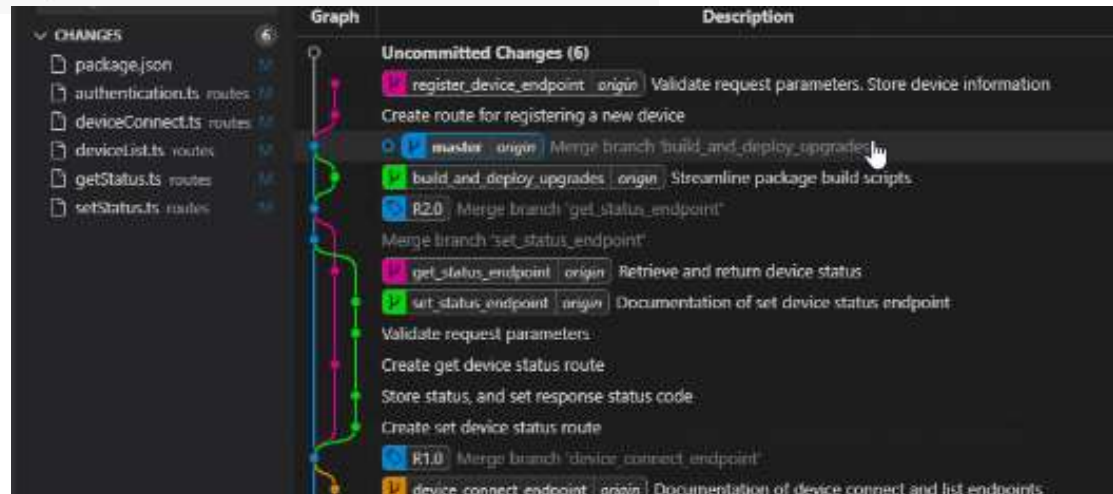 CHANGES 6
package.json M
authentication.ts routes M
deviceConnect.ts routes M
deviceList.ts routes M
getStatus.ts routes M
setStatus.ts routes M
Graph Description
Uncommitted Changes (6)
register_device_endpoint origin Validate request parameters. Store device information
Create route for registering a new device
master origin Merge branch 'build_and_deploy_upgrades'
build_and_deploy_upgrades origin Streamline package build scripts
R2.0 Merge branch 'get_status_endpoint'
Merge branch 'set_status_endpoint'
get_status_endpoint origin Retrieve and return device status
set_status_endpoint origin Documentation of set device status endpoint
Validate request parameters
Create get device status route
Store status, and set response status code
Create set device status route
R1.0 Merge branch 'device_connect_endpoint'
device_connect_endpoint origin Documentation of device connect and list endpoints